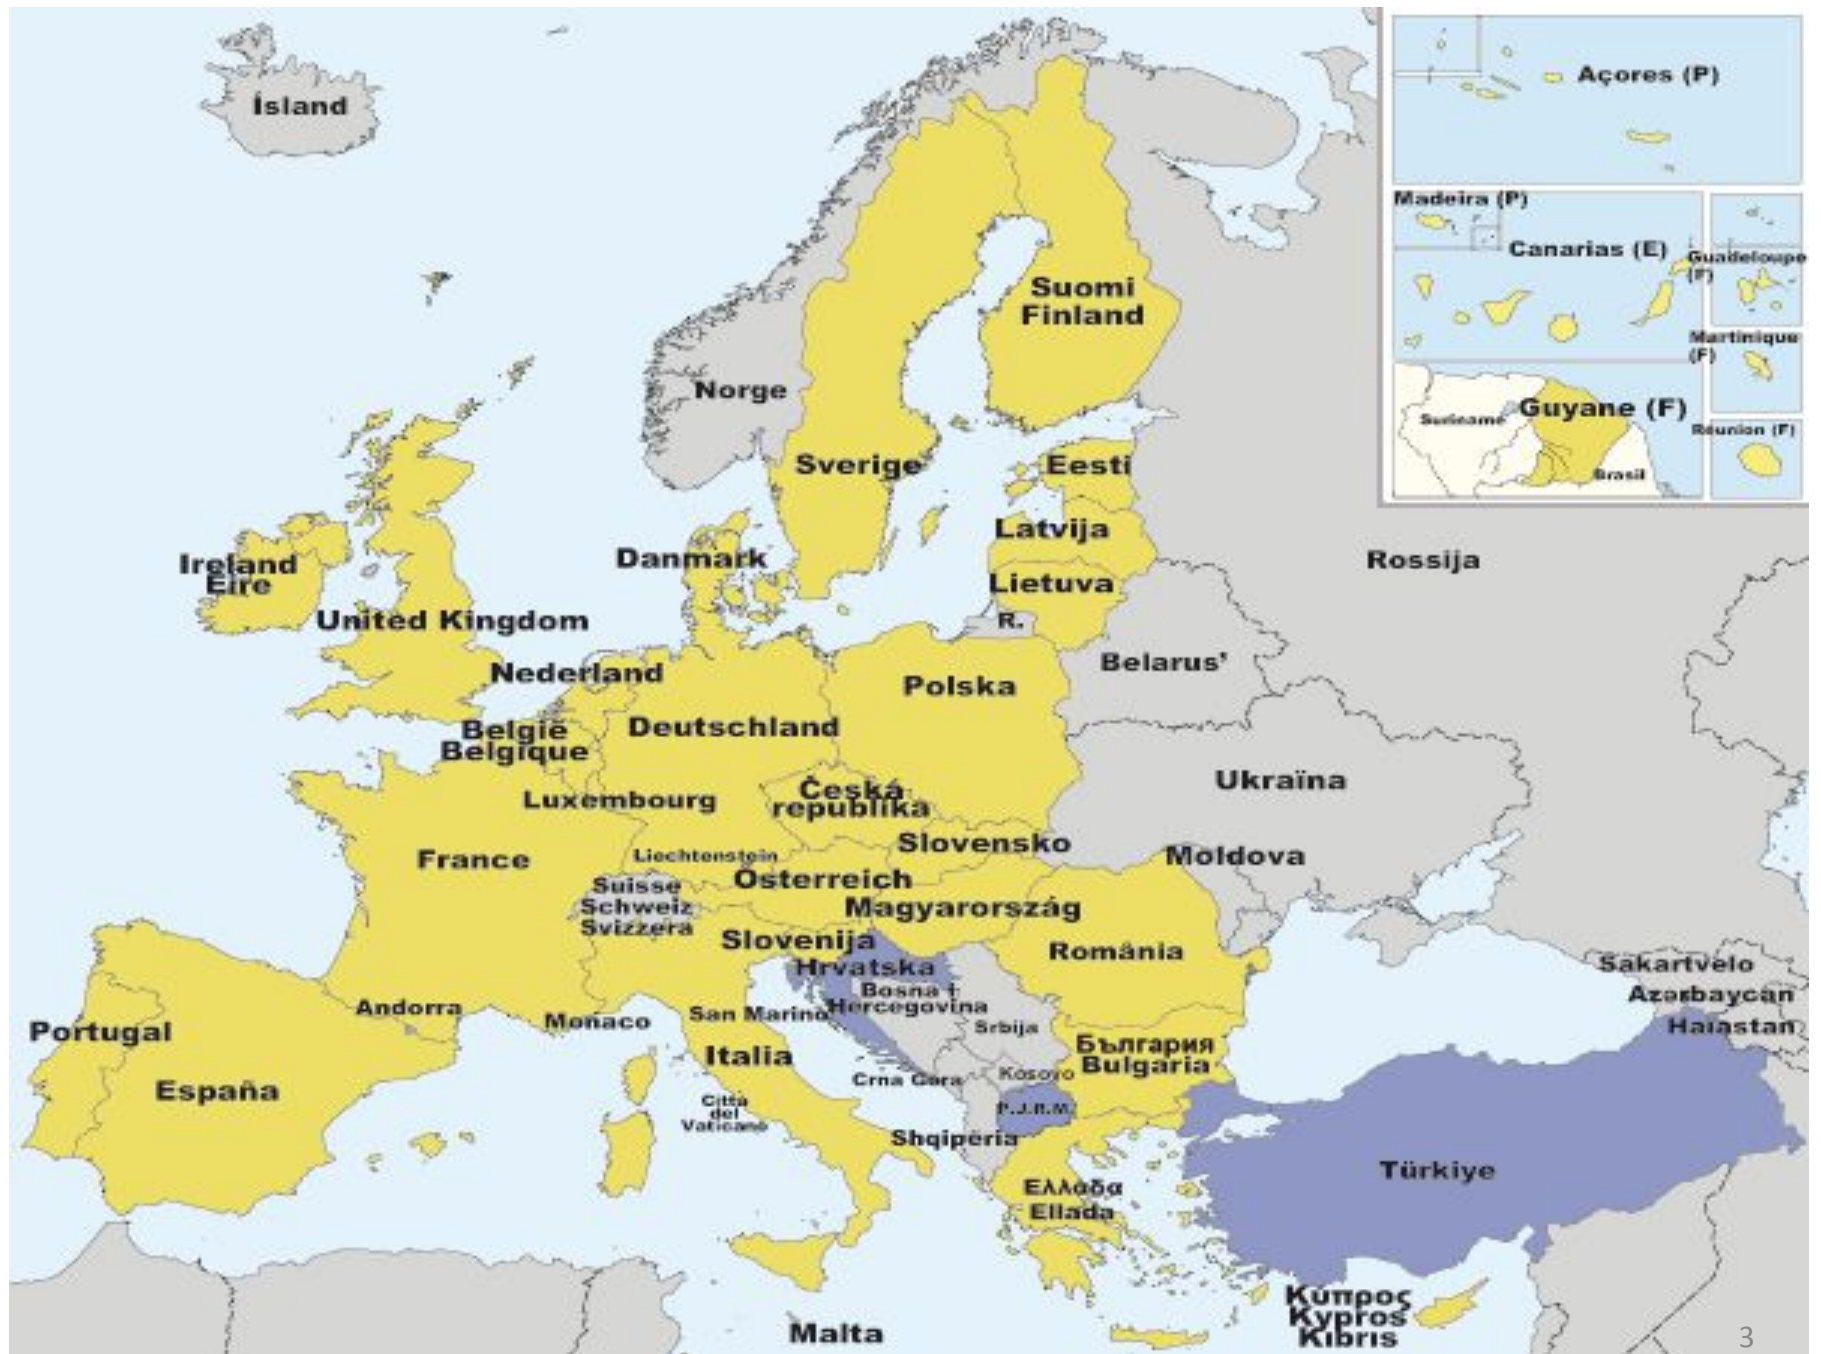 Ísland
Açores (P)
Madeira (P)
Canarias (E)
Guadeloupe
(F)
Suomi
Finland
Martinique
(F)
Norge
Guyane (F)
Suriname
Réunion (F)
Brasil
Sverige
Eesti
Latvija
Ireland
Éire
Danmark
Rossija
Lietuva
United Kingdom
R.
Belarus'
Nederland
Polska
België
Belgique
Deutschland
Ukraïna
Luxembourg
Česká
republika
Slovensko
France
Liechtenstein
Moldova
Suisse
Schweiz
Svizzera
Österreich
Magyarország
Slovenija
România
Hrvatska
Bosna i
Hercegovina
Sakartvelo
Azərbaycan
Haiastan
Andorra
Monaco
San Marino
Srbija
Portugal
Italia
България
Bulgaria
España
Crna Gora
Kosovo
P.J.R.M.
Città
del
Vaticano
Shqipëria
Türkiye
Ελλάδα
Ellada
Κύπρος
Kypros
Kıbrıs
Malta
3